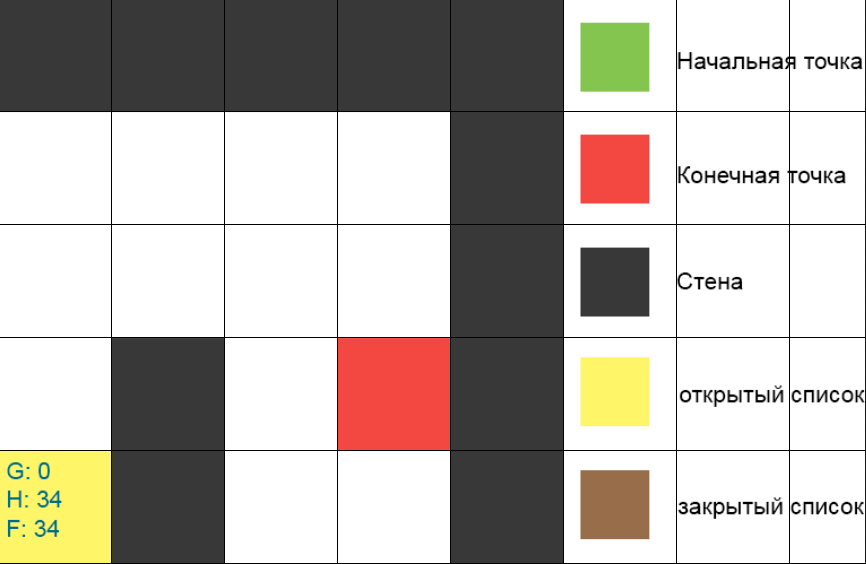 Начальная точка
Конечная точка
Стена
открытый список
G: 0
H: 34
F: 34
закрытый список